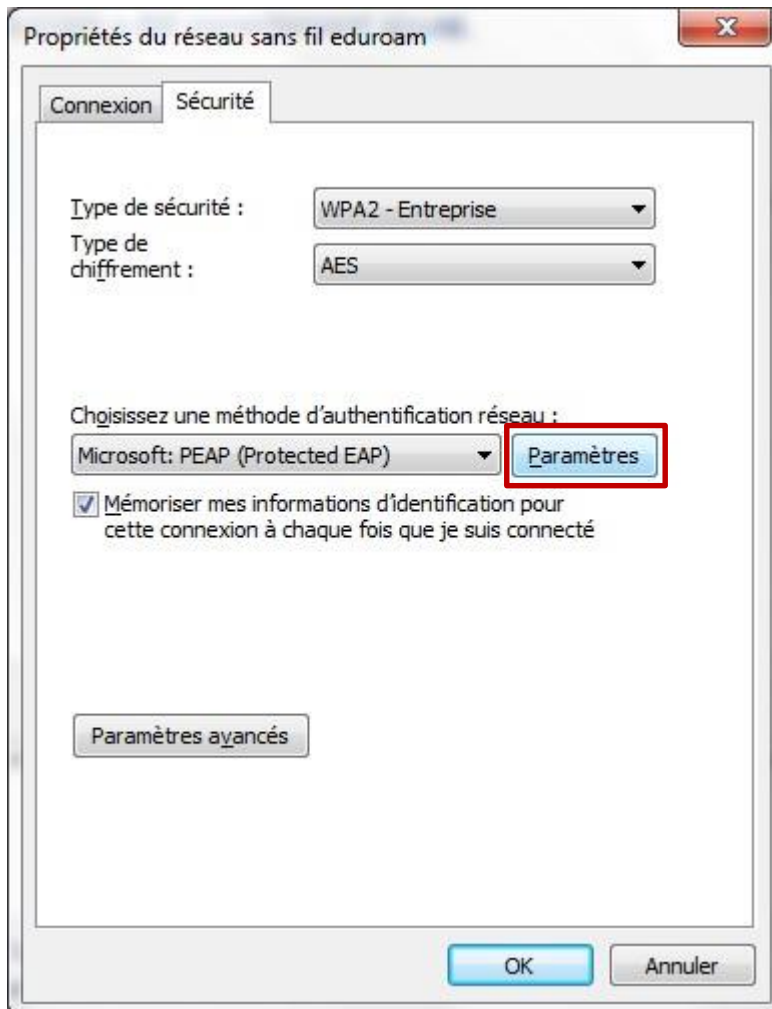 Propriétés du réseau sans fil eduroam
Connexion Sécurité
Type de sécurité : WPA2 - Entreprise
Type de
chiffrement : AES
Choisissez une méthode d'authentification réseau :
Microsoft: PEAP (Protected EAP) Paramètres
Mémoriser mes informations d'identification pour
cette connexion à chaque fois que je suis connecté
Paramètres avancés
OK Annuler